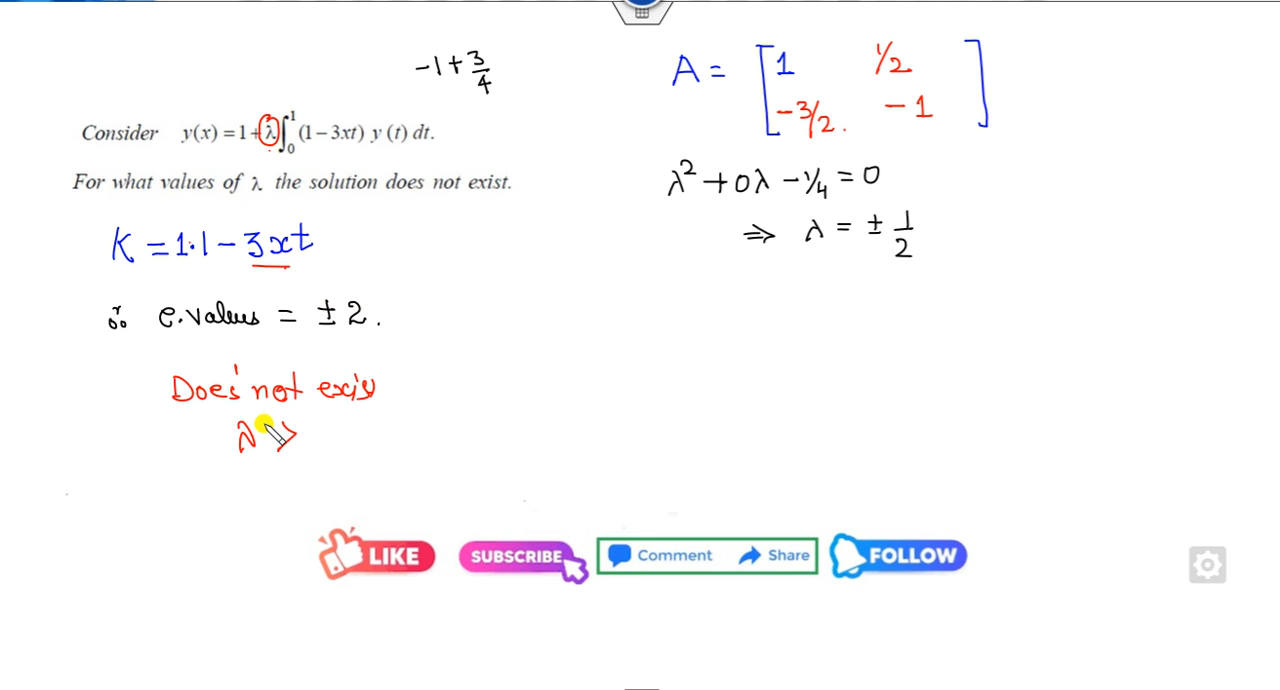 -1+3/4
Consider y(x) = 1+λ∫₀¹(1−3xt) y (t) dt.
For what values of λ the solution does not exist.
K = 1·1 − 3xt
∴ e.values = ±2.
Does not exis
λ
A = [1 1/2
-3/2. -1]
λ² + 0λ − 1/4 = 0
⇒ λ = ± 1/2
LIKE
SUBSCRIBE
Comment Share
FOLLOW